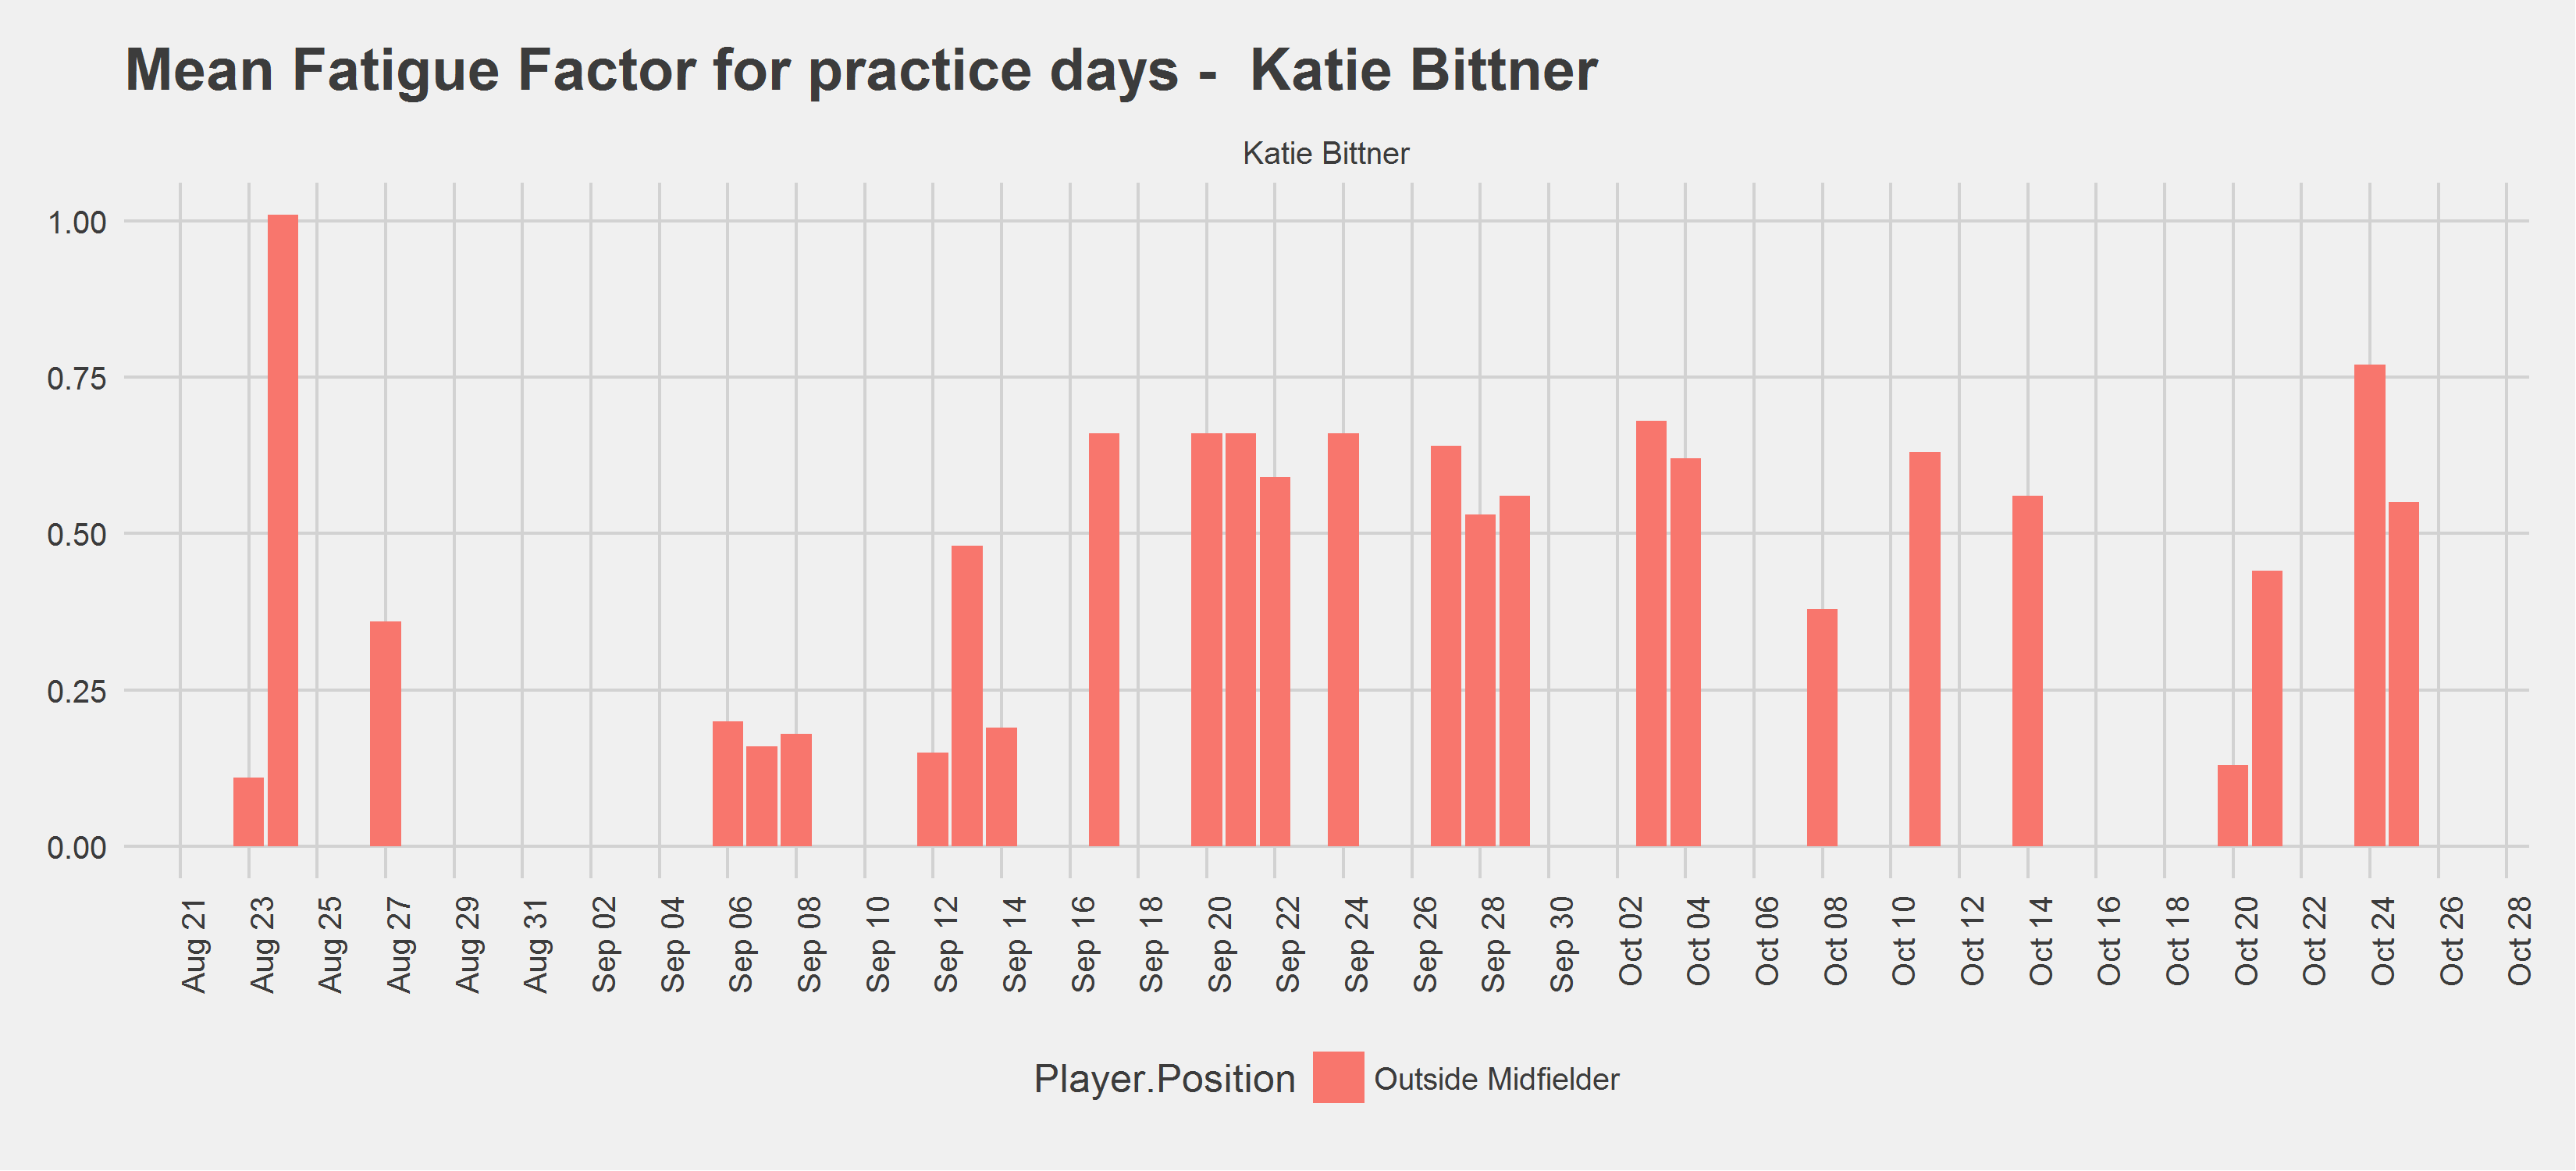 Mean Fatigue Factor for practice days -  Katie Bittner
Katie Bittner
1.00
0.75
0.50
0.25
0.00
Aug 21
Aug 23
Aug 25
Aug 27
Aug 29
Aug 31
Sep 02
Sep 04
Sep 06
Sep 08
Sep 10
Sep 12
Sep 14
Sep 16
Sep 18
Sep 20
Sep 22
Sep 24
Sep 26
Sep 28
Sep 30
Oct 02
Oct 04
Oct 06
Oct 08
Oct 10
Oct 12
Oct 14
Oct 16
Oct 18
Oct 20
Oct 22
Oct 24
Oct 26
Oct 28
Player.Position
Outside Midfielder